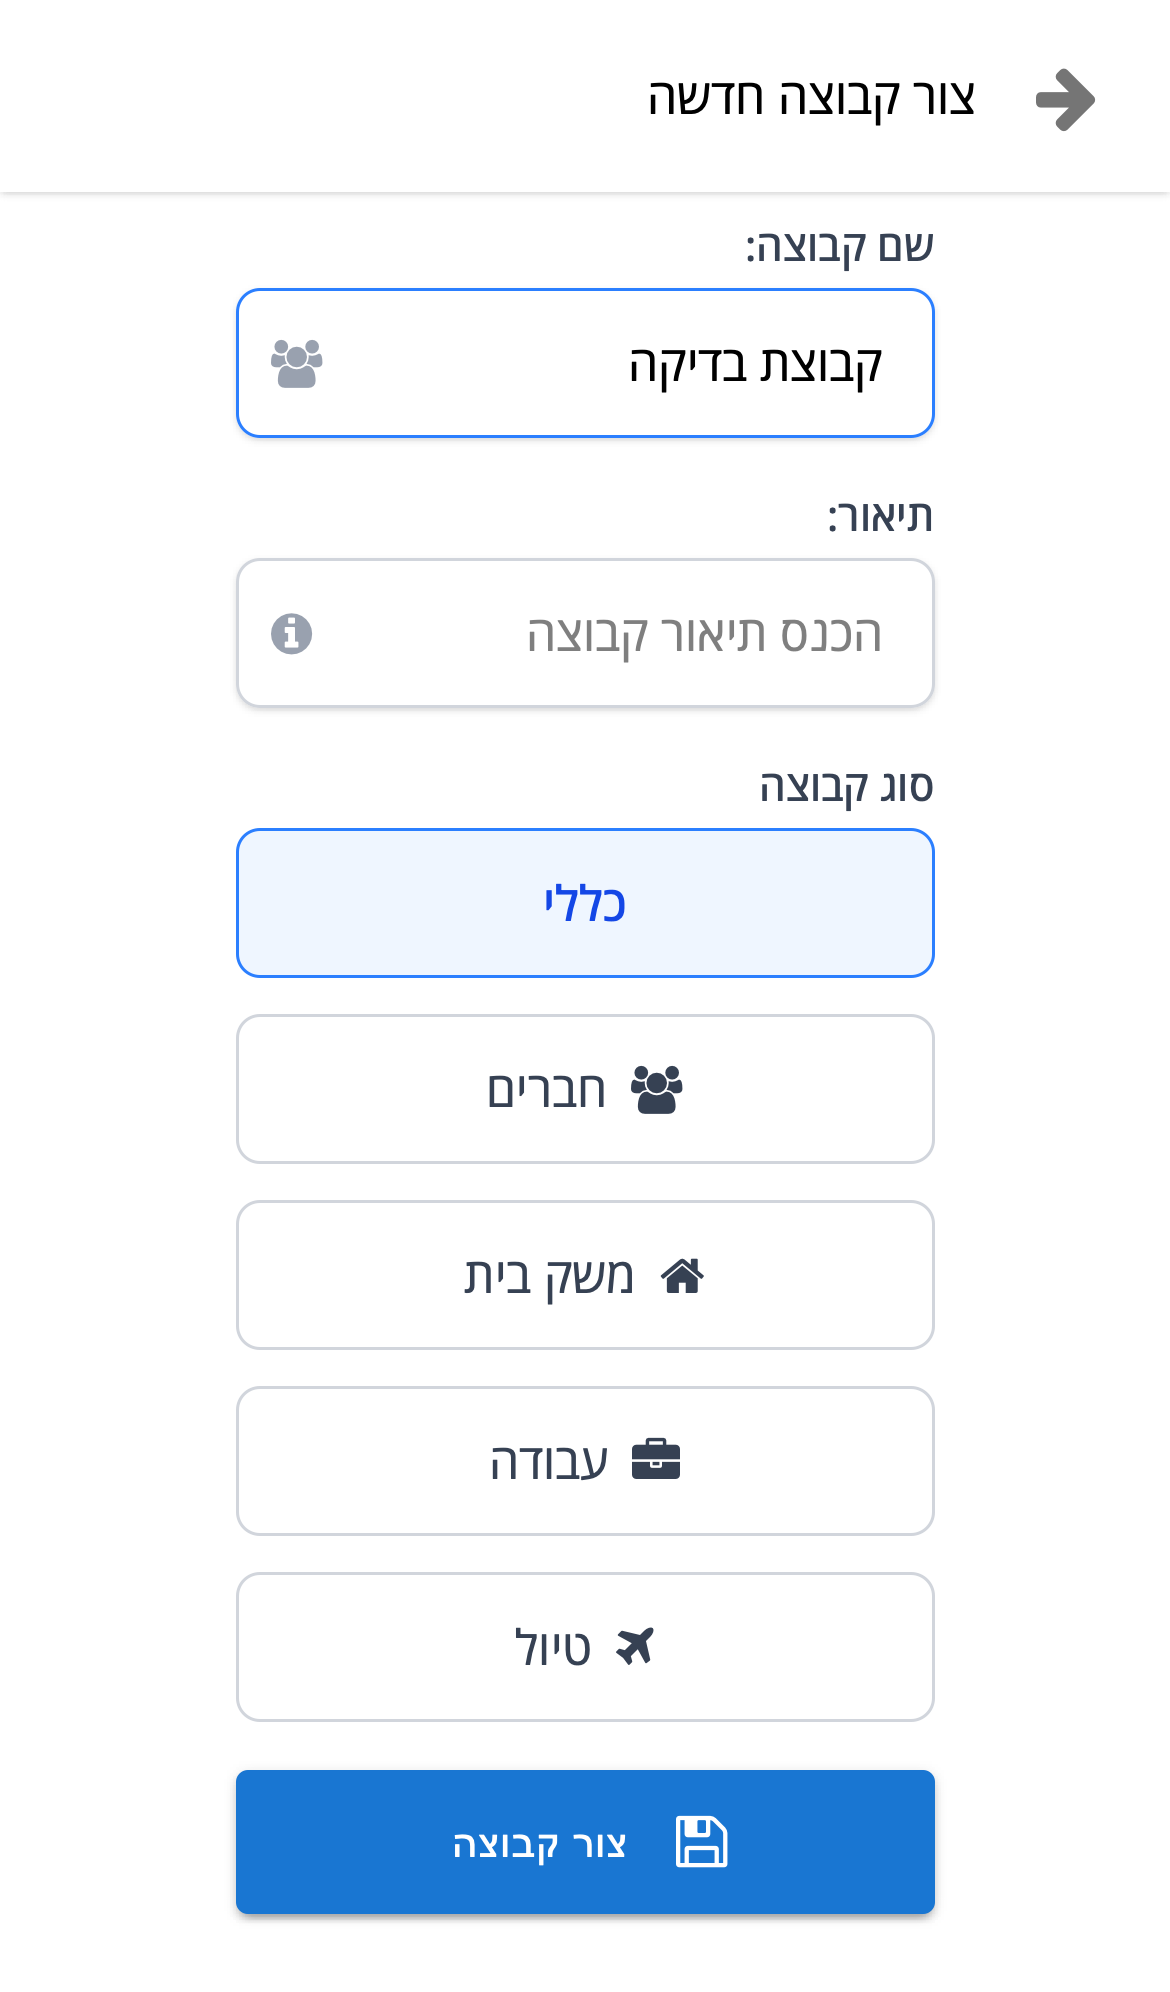 צור קבוצה חדשה
שם קבוצה:
קבוצת בדיקה
תיאור:
הכנס תיאור קבוצה
סוג קבוצה
כללי
חברים
משק בית
עבודה
טיול
צור קבוצה